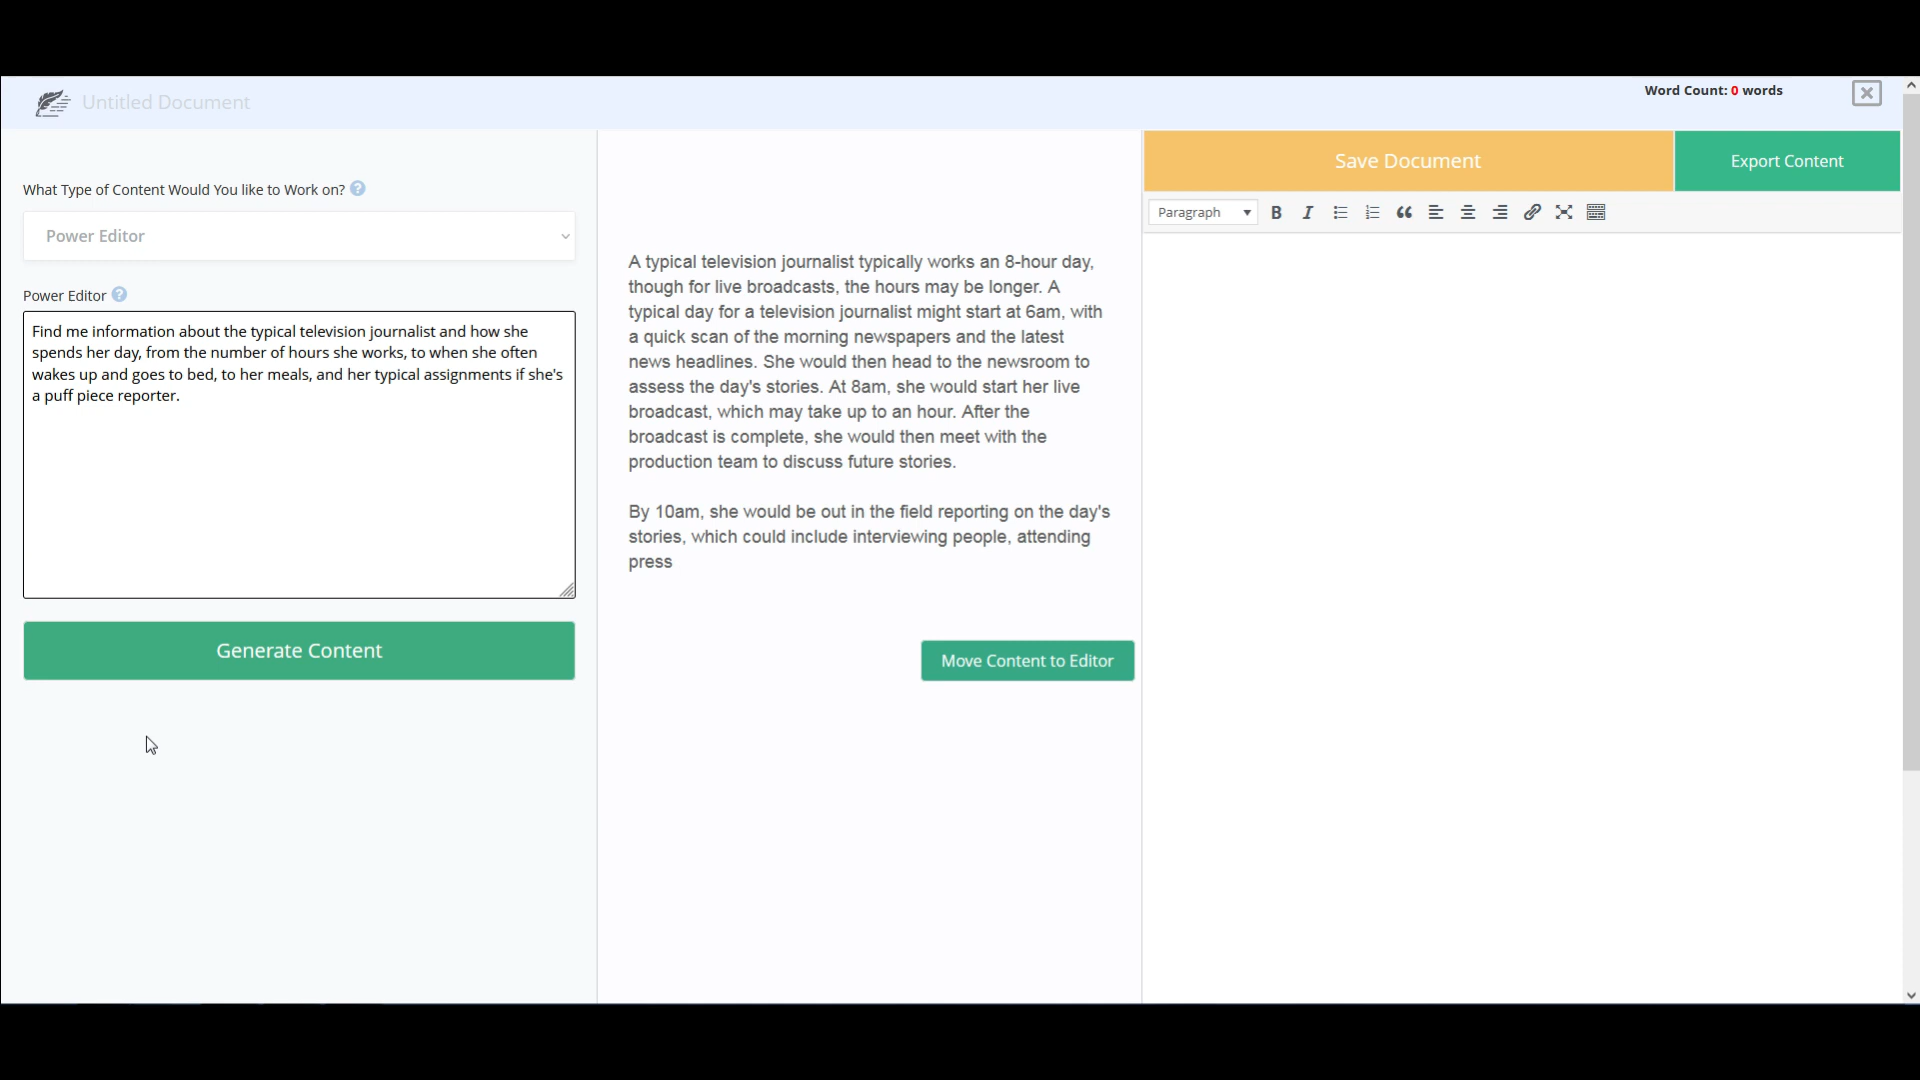 Untitled Document
Word Count: 0 words
What Type of Content Would You like to Work on?
Power Editor
Power Editor
Find me information about the typical television journalist and how she
spends her day, from the number of hours she works, to when she often
wakes up and goes to bed, to her meals, and her typical assignments if she's
a puff piece reporter.
Generate Content
A typical television journalist typically works an 8-hour day,
though for live broadcasts, the hours may be longer. A
typical day for a television journalist might start at 6am, with
a quick scan of the morning newspapers and the latest
news headlines. She would then head to the newsroom to
assess the day's stories. At 8am, she would start her live
broadcast, which may take up to an hour. After the
broadcast is complete, she would then meet with the
production team to discuss future stories.
By 10am, she would be out in the field reporting on the day's
stories, which could include interviewing people, attending
press
Move Content to Editor
Save Document
Export Content
Paragraph